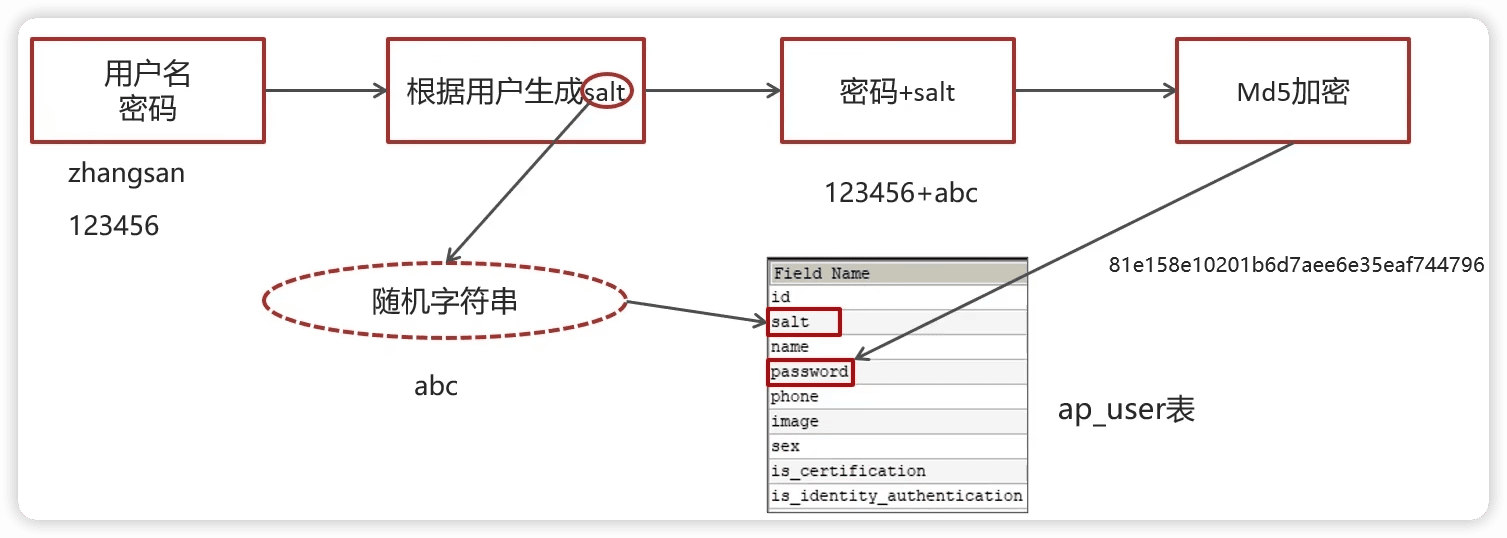 用户名
密码
根据用户生成salt
密码+salt
Md5加密
zhangsan
123456
123456+abc
随机字符串
abc
81e158e10201b6d7aee6e35eaf744796
Field Name
id
salt
name
password
phone
image
sex
is_certification
is_identity_authentication
ap_user表